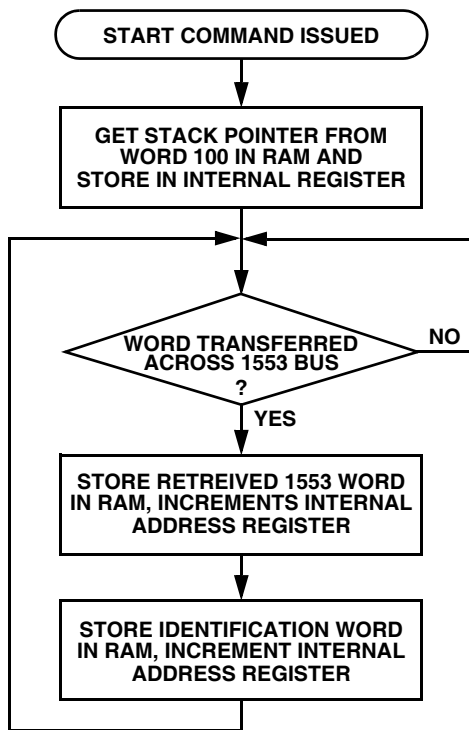 START COMMAND ISSUED
GET STACK POINTER FROM
WORD 100 IN RAM AND
STORE IN INTERNAL REGISTER
WORD TRANSFERRED
ACROSS 1553 BUS
?
NO
YES
STORE RETREIVED 1553 WORD
IN RAM, INCREMENTS INTERNAL
ADDRESS REGISTER
STORE IDENTIFICATION WORD
IN RAM, INCREMENT INTERNAL
ADDRESS REGISTER